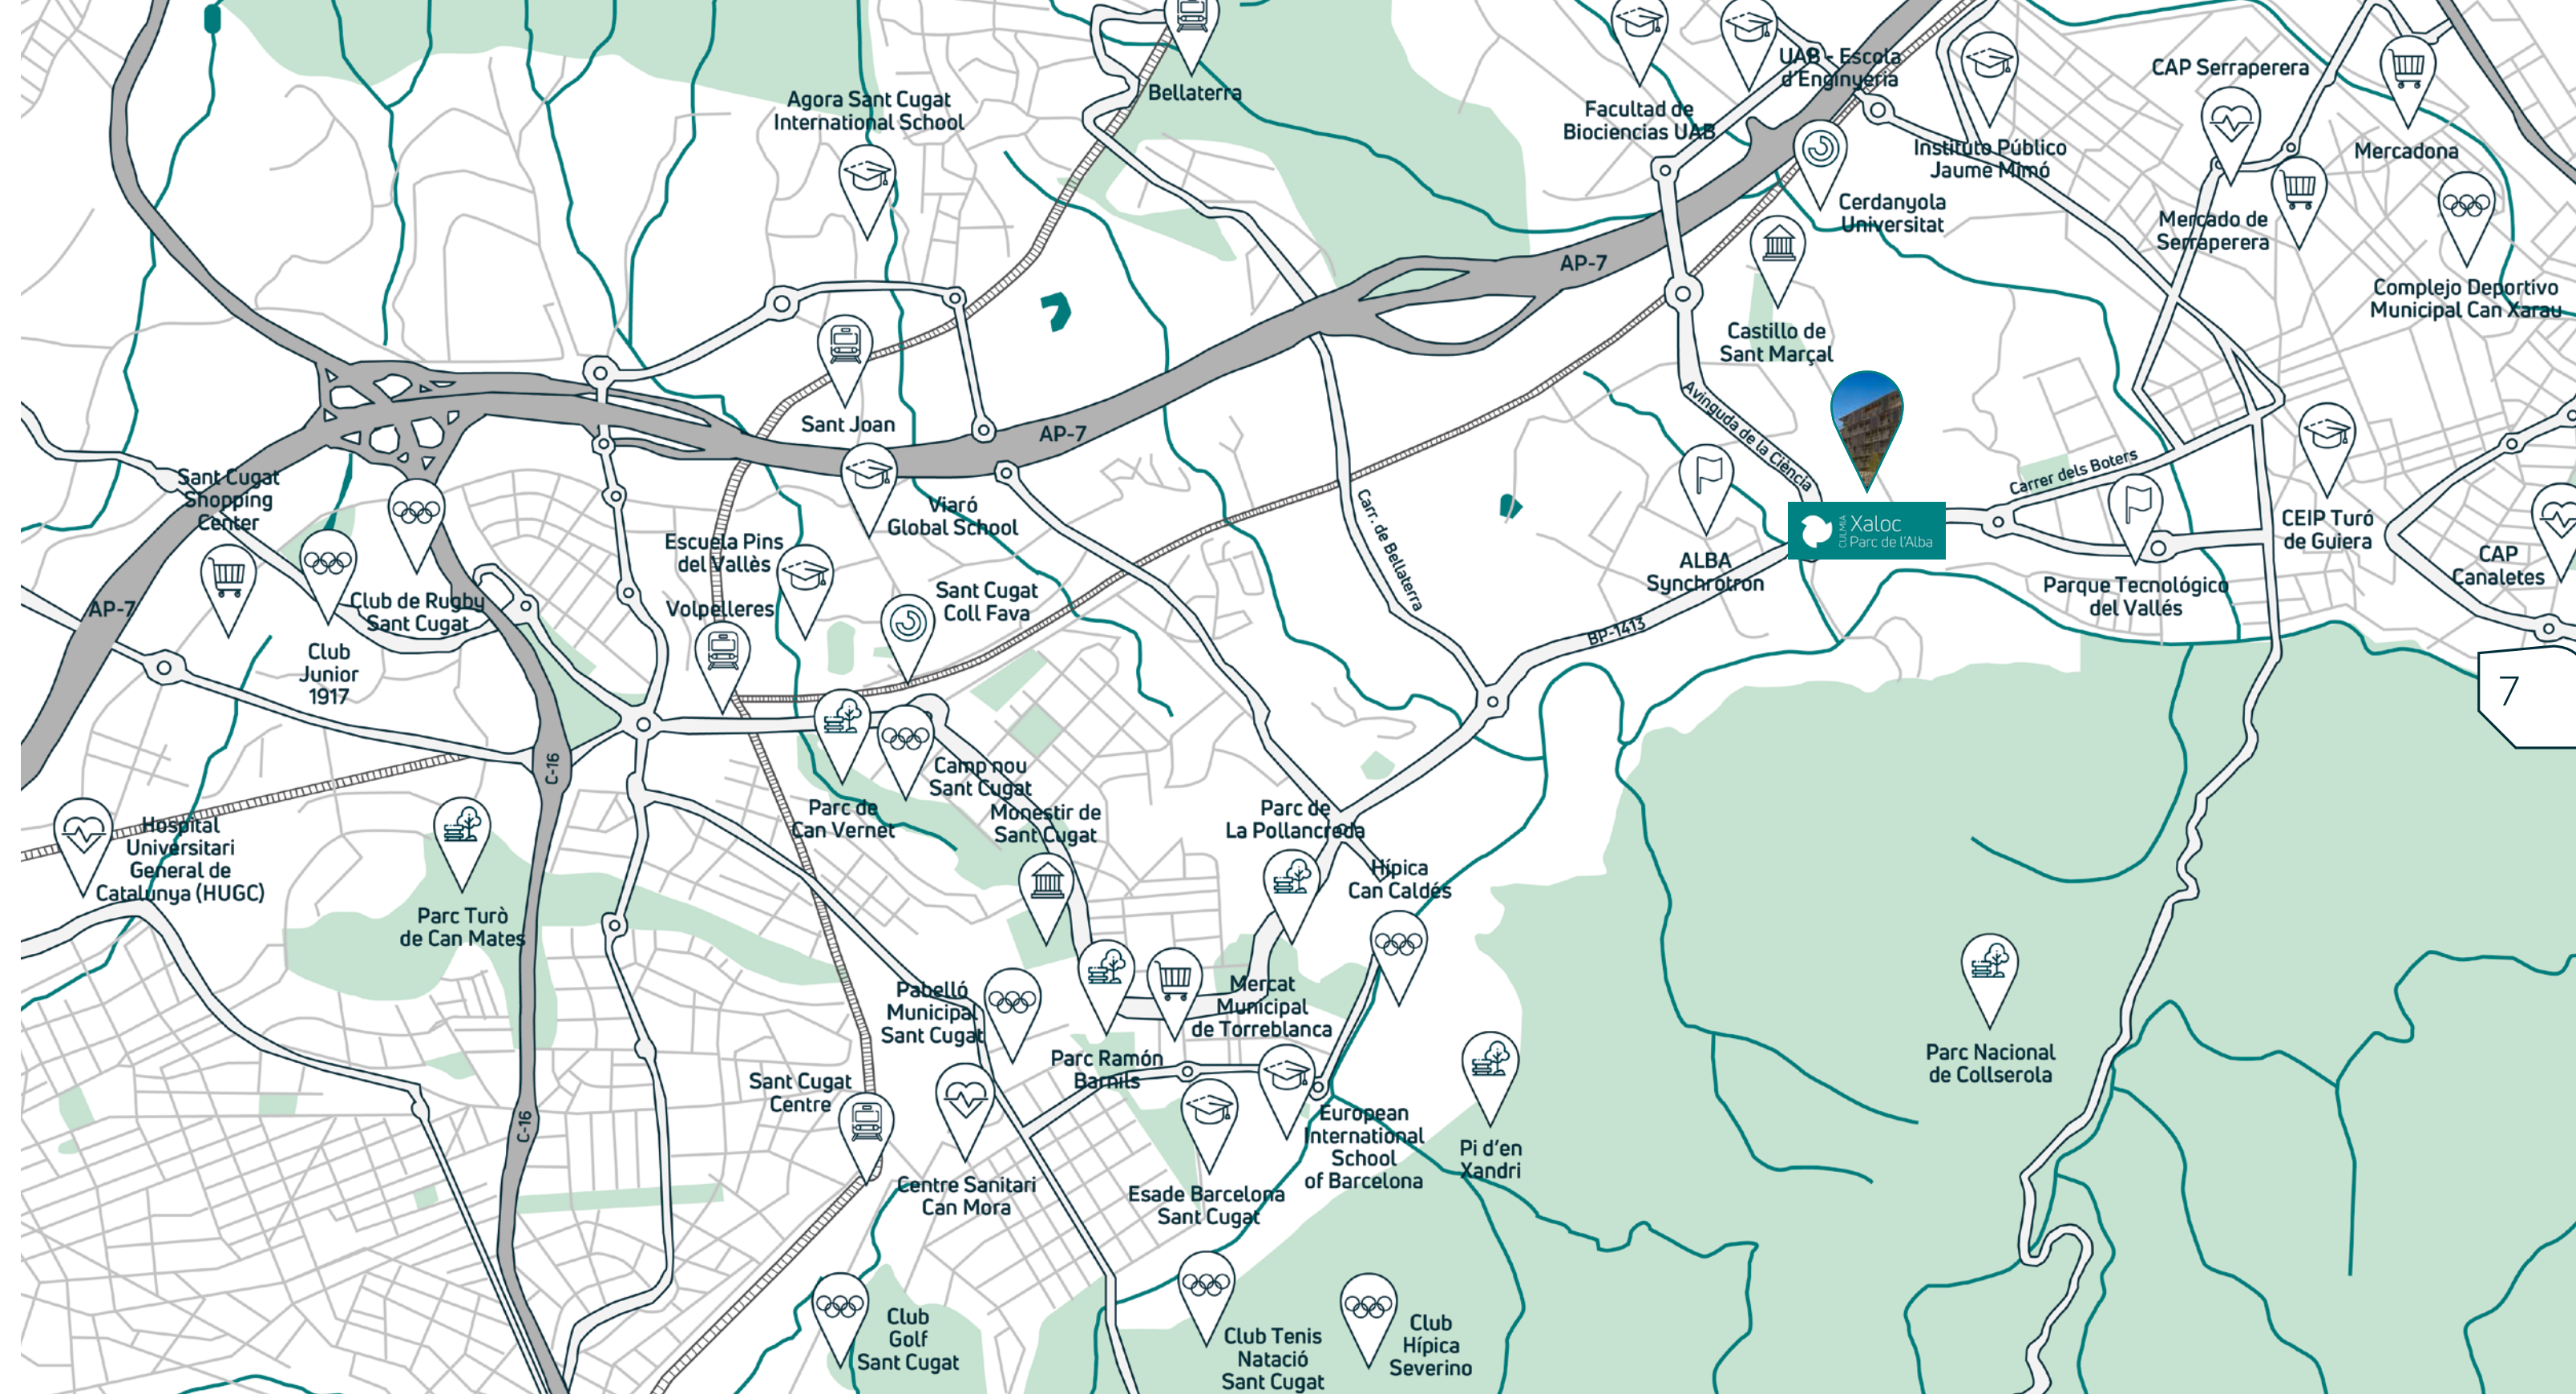 Bellaterra
UAB - Escola
d'Enginyeria
Facultad de
Biociencias UAB
CAP Serraperera
Mercadona
Agora Sant Cugat
International School
Instituto Público
Jaume Mimó
Cerdanyola
Universitat
Mercado de
Serraperera
Complejo Deportivo
Municipal Can Xarau
AP-7
Castillo de
Sant Marçal
Sant Joan
AP-7
Avinguda de la Ciència
Carrer dels Boters
Sant Cugat
Shopping
Center
Viaró
Global School
Carr. de Bellaterra
CULMIA
Xaloc
Parc de l'Alba
CEIP Turó
de Guiera
CAP
Canaletes
Escuela Pins
del Vallès
ALBA
Synchrotron
Parque Tecnológico
del Vallés
AP-7
Club de Rugby
Sant Cugat
Volpelleres
Sant Cugat
Coll Fava
BP-1413
Club
Junior
1917
7
C-16
Camp nou
Sant Cugat
Parc de
Can Vernet
Monestir de
Sant Cugat
Parc de
La Pollancreda
Hospital
Universitari
General de
Catalunya (HUGC)
Hípica
Can Caldés
Parc Turò
de Can Mates
Pabelló
Municipal
Sant Cugat
Mercat
Municipal
de Torreblanca
Parc Ramón
Barnils
Parc Nacional
de Collserola
Sant Cugat
Centre
C-16
European
International
School
of Barcelona
Pi d'en
Xandri
Centre Sanitari
Can Mora
Esade Barcelona
Sant Cugat
Club
Golf
Sant Cugat
Club Tenis
Natació
Sant Cugat
Club
Hípica
Severino